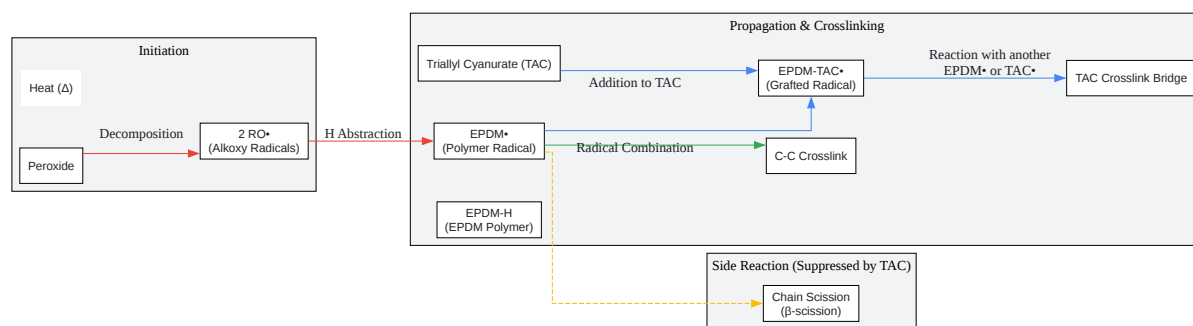 Initiation
Heat (Δ)
Peroxide
Decomposition
2 RO•
(Alkoxy Radicals)
H Abstraction
Propagation & Crosslinking
Triallyl Cyanurate (TAC)
Addition to TAC
EPDM-TAC•
(Grafted Radical)
Reaction with another
EPDM• or TAC•
TAC Crosslink Bridge
EPDM•
(Polymer Radical)
Radical Combination
C-C Crosslink
EPDM-H
(EPDM Polymer)
Side Reaction (Suppressed by TAC)
Chain Scission
(β-scission)